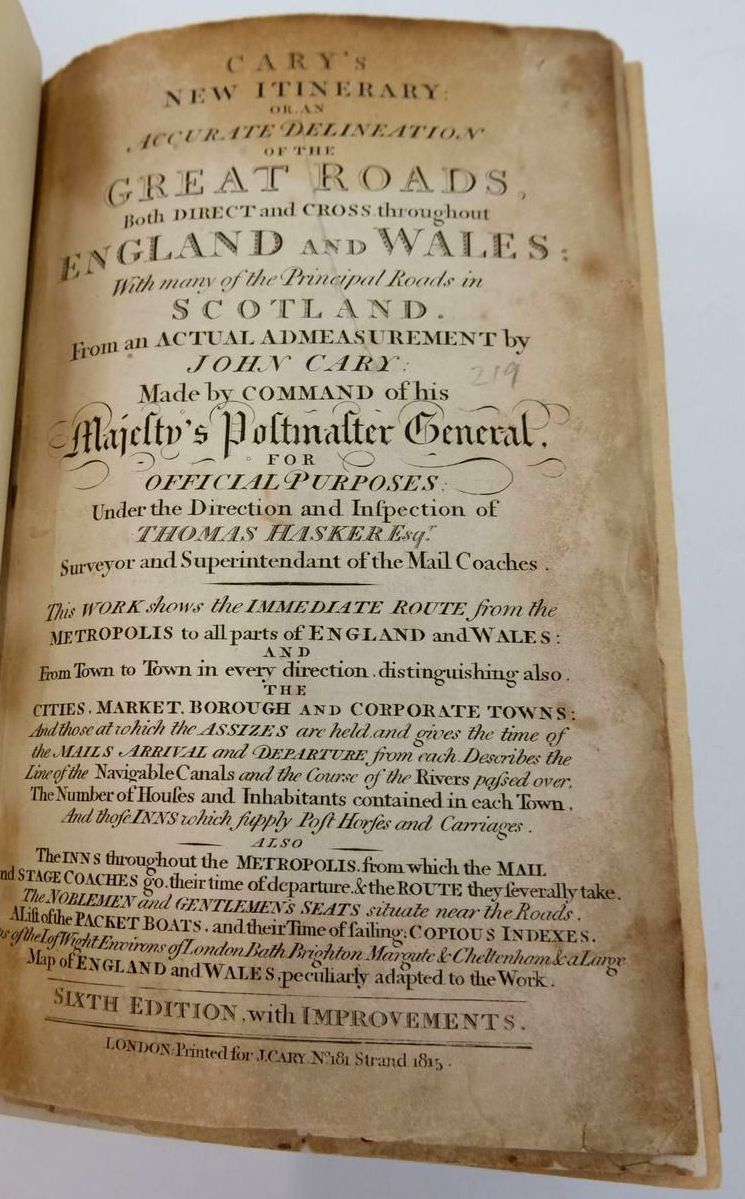 CARY's
NEW ITINERARY:
OR AN
ACCURATE DELINEATION
OF THE
GREAT ROADS,
Both DIRECT and CROSS throughout
ENGLAND AND WALES;
With many of the Principal Roads in
SCOTLAND.
From an ACTUAL ADMEASUREMENT by
JOHN CARY:
219
Made by COMMAND of his
Majeſty's Poſtmaſter General,
FOR
OFFICIAL PURPOSES:
Under the Direction and Inſpection of
THOMAS HASKER Esqr.
Surveyor and Superintendant of the Mail Coaches.
This WORK shows the IMMEDIATE ROUTE from the
METROPOLIS to all parts of ENGLAND and WALES:
AND
From Town to Town in every direction, distinguishing also.
THE
CITIES, MARKET, BOROUGH AND CORPORATE TOWNS;
And those at which the ASSIZES are held and gives the time of
the MAILS ARRIVAL and DEPARTURE from each. Describes the
Line of the Navigable Canals and the Course of the Rivers paſsed over,
The Number of Houſes and Inhabitants contained in each Town,
And thoſe INNS which ſupply Poſt Horſes and Carriages.
ALSO
The INNS throughout the METROPOLIS, from which the MAIL
nd STAGE COACHES go, their time of departure, & the ROUTE they ſeverally take.
The NOBLEMEN and GENTLEMEN'S SEATS situate near the Roads.
A Liſt of the PACKET BOATS, and their Time of ſailing; COPIOUS INDEXES.
of the I. of Wight Environs of London Bath Brighton Margate & Cheltenham & a Large
Map of ENGLAND and WALES, peculiarly adapted to the Work.
SIXTH EDITION, with IMPROVEMENTS.
LONDON: Printed for J. CARY No. 181 Strand 1815.